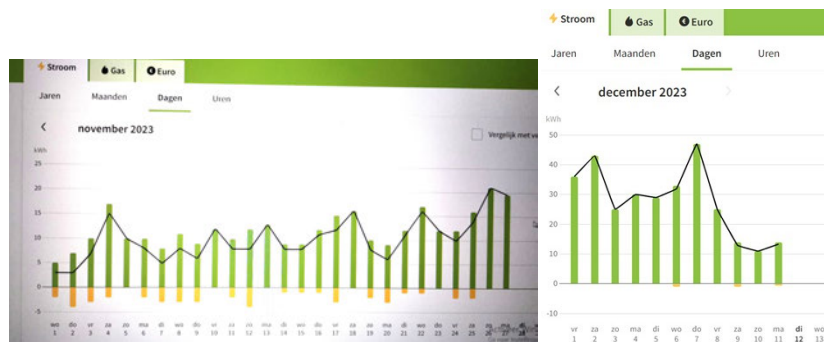 Stroom
Gas
Euro
Jaren
Maanden
Dagen
Uren
november 2023
kWh
25
20
15
10
5
0
-5
wo do vr za zo ma di wo do vr za zo ma di wo do vr za zo ma di wo do vr za zo ma
1 2 3 4 5 6 7 8 9 10 11 12 13 14 15 16 17 18 19 20 21 22 23 24 25 26 27 28
Stroom
Gas
Euro
Jaren
Maanden
Dagen
Uren
december 2023
kWh
50
40
30
20
10
0
-10
vr za zo ma di wo do vr za zo ma di wo
1 2 3 4 5 6 7 8 9 10 11 12 13